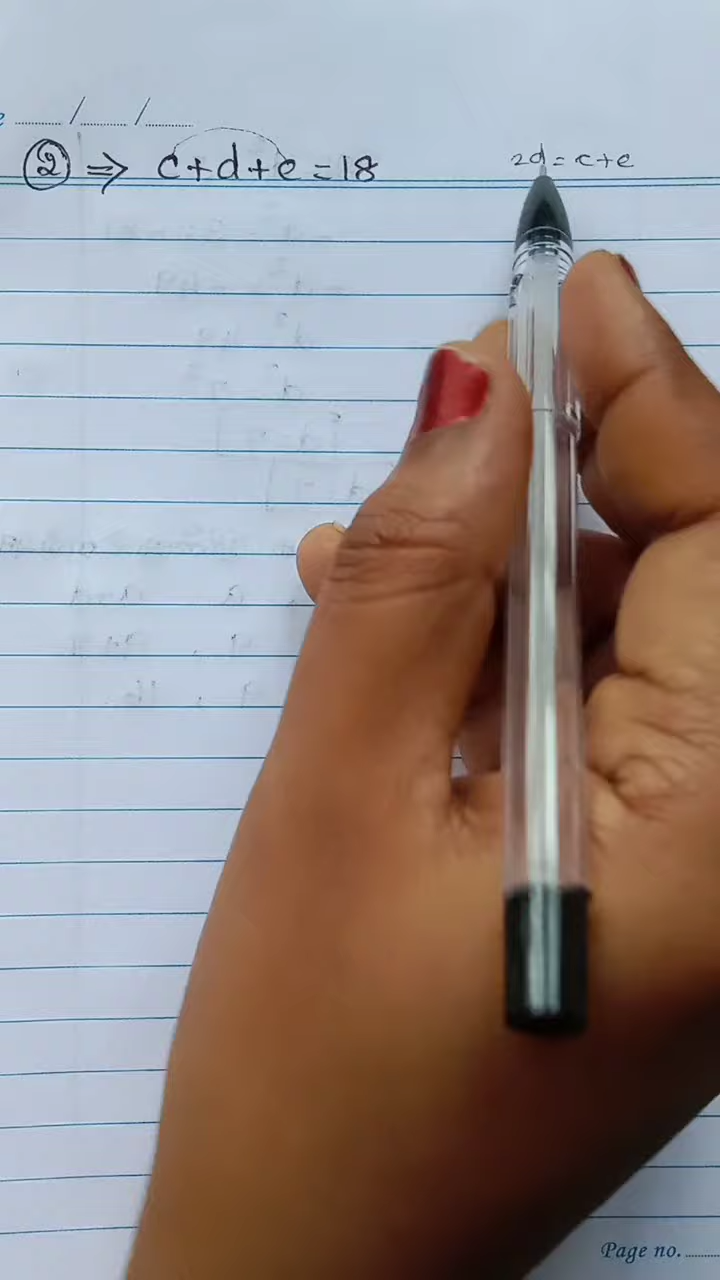 ② ⇒ c+d+e=18
2d=c+e
Page no.